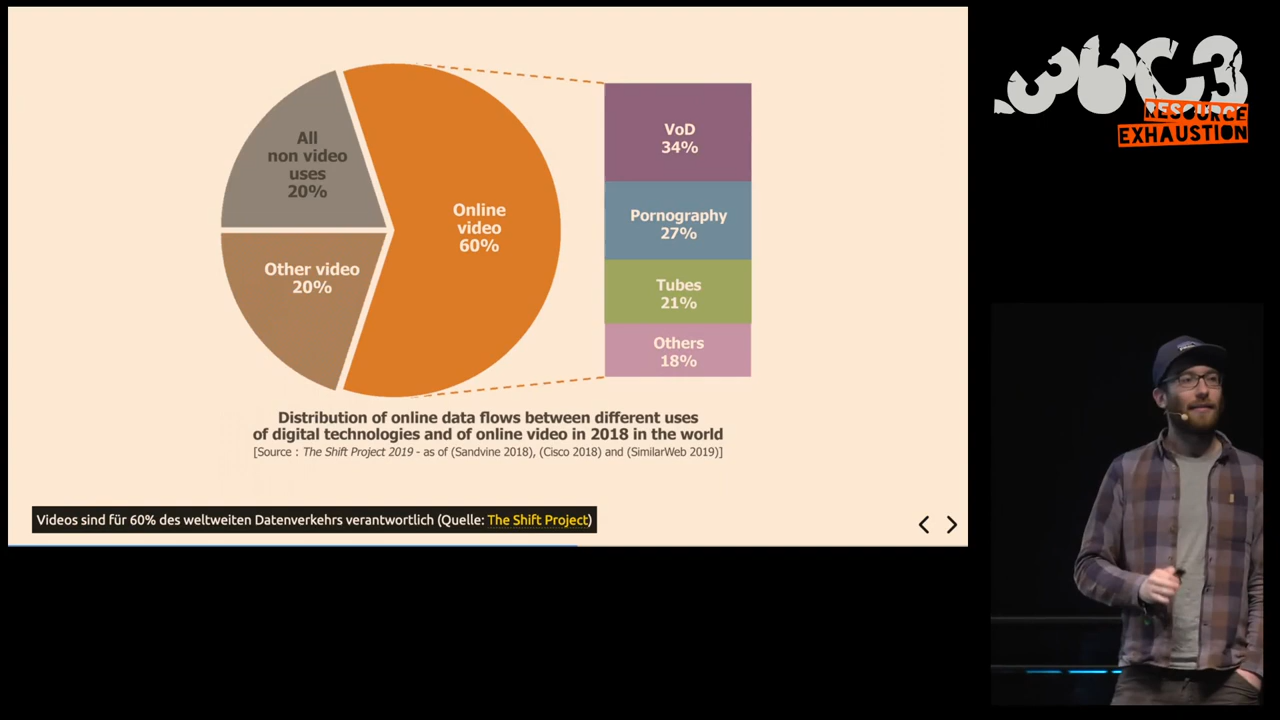 All
non video
uses
20%
Other video
20%
Online
video
60%
VoD
34%
Pornography
27%
Tubes
21%
Others
18%
Distribution of online data flows between different uses
of digital technologies and of online video in 2018 in the world
[Source : The Shift Project 2019 - as of (Sandvine 2018), (Cisco 2018) and (SimilarWeb 2019)]
Videos sind für 60% des weltweiten Datenverkehrs verantwortlich (Quelle: The Shift Project)
36C3
RESOURCE
EXHAUSTION